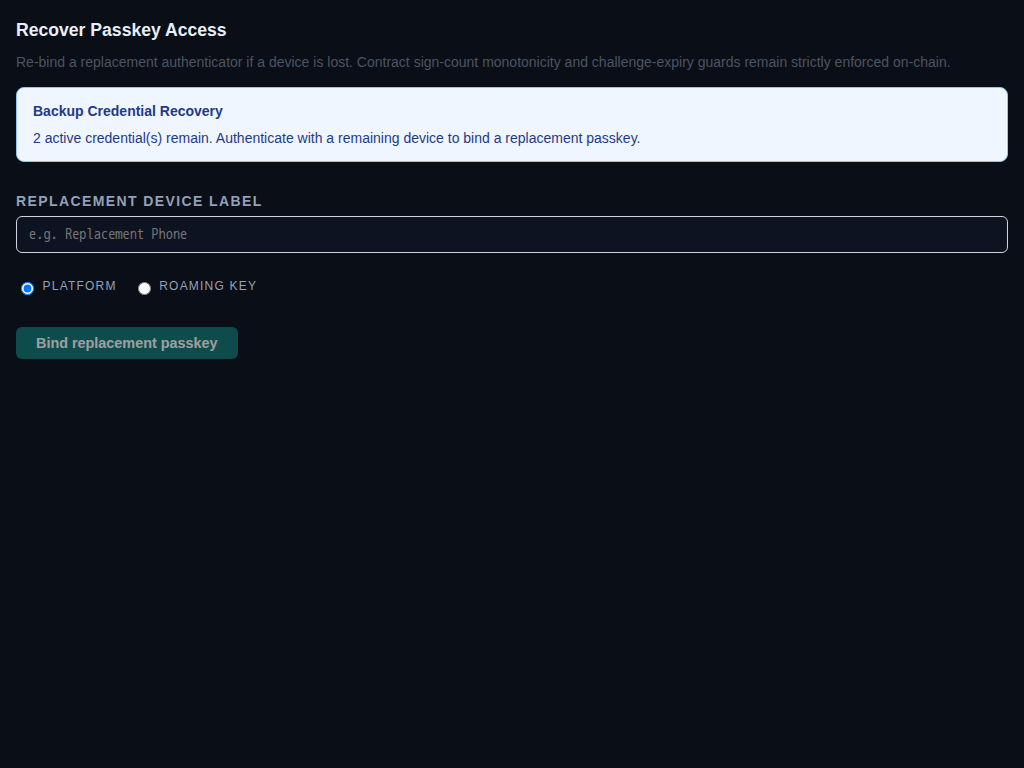 Recover Passkey Access
Re-bind a replacement authenticator if a device is lost. Contract sign-count monotonicity and challenge-expiry guards remain strictly enforced on-chain.
Backup Credential Recovery
2 active credential(s) remain. Authenticate with a remaining device to bind a replacement passkey.
REPLACEMENT DEVICE LABEL
e.g. Replacement Phone
PLATFORM ROAMING KEY
Bind replacement passkey